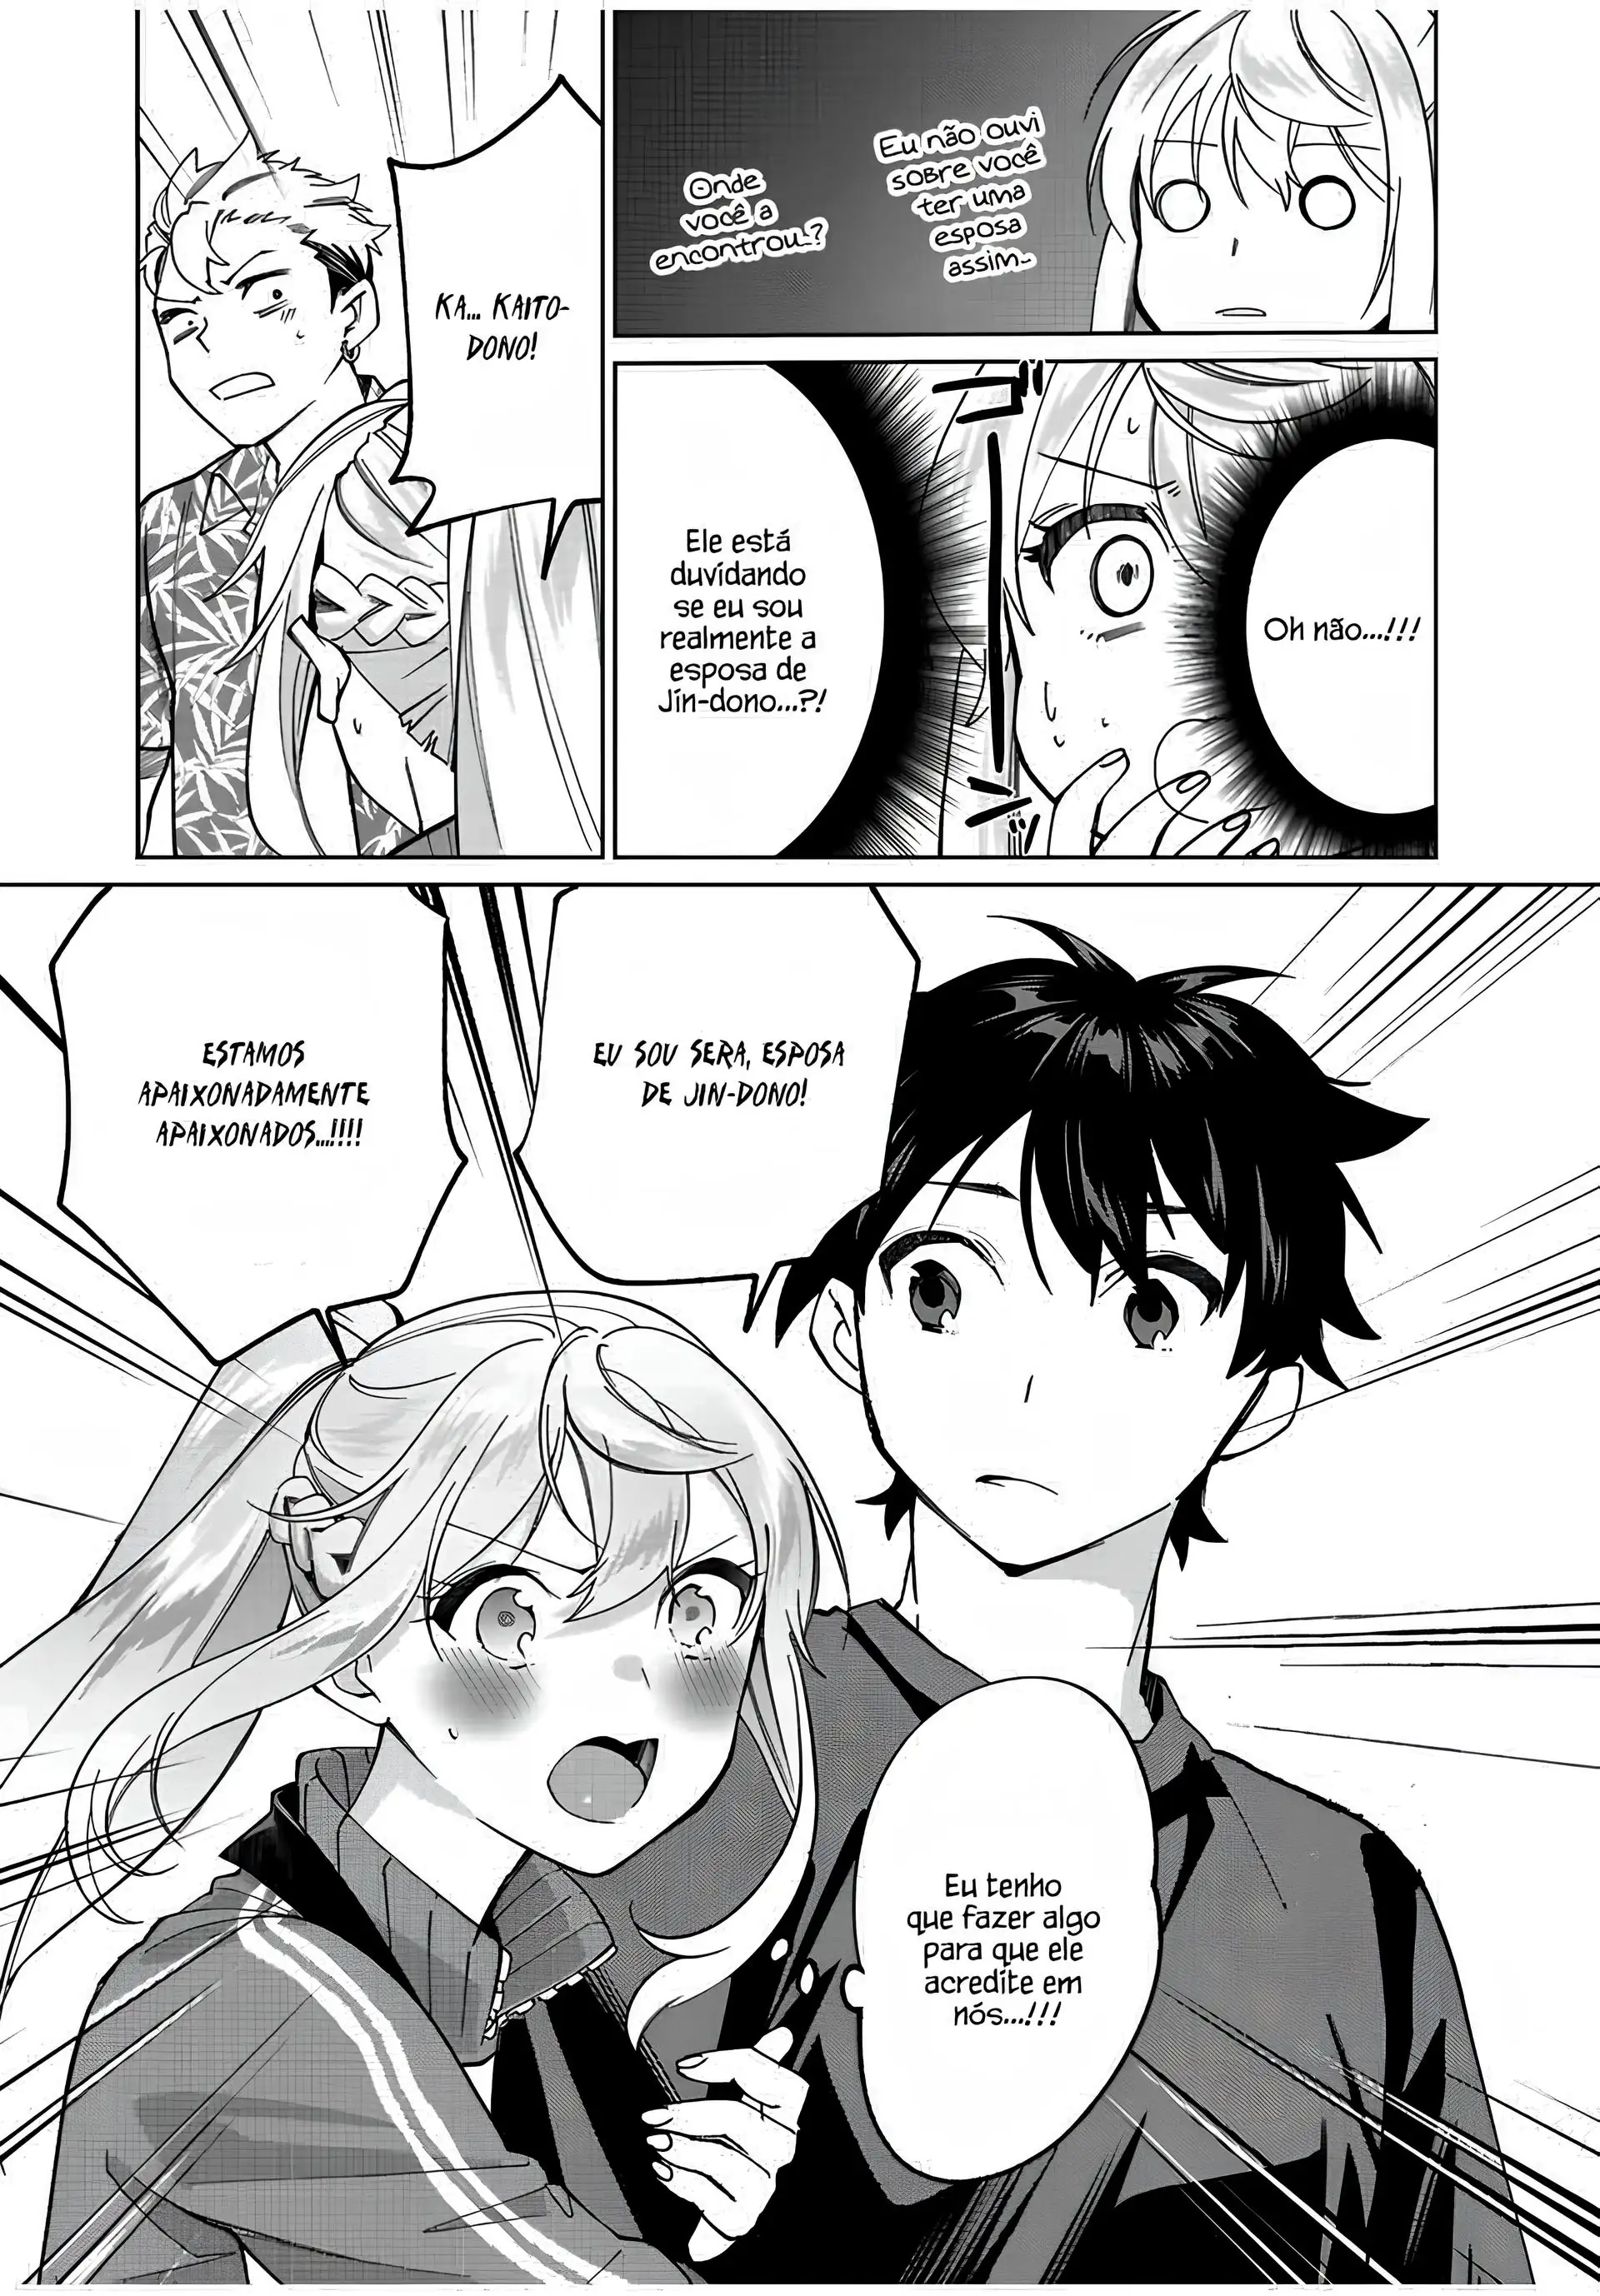 Eu não ouvi
sobre você
ter uma
esposa
assim...
Onde
você a
encontrou...?
Oh não...!!!
Ele está
duvidando
se eu sou
realmente a
esposa de
Jin-dono...?!
KA... KAITO-
DONO!
EU SOU SERA, ESPOSA
DE JIN-DONO!
ESTAMOS
APAIXONADAMENTE
APAIXONADOS...!!!!
Eu tenho
que fazer algo
para que ele
acredite em
nós...!!!